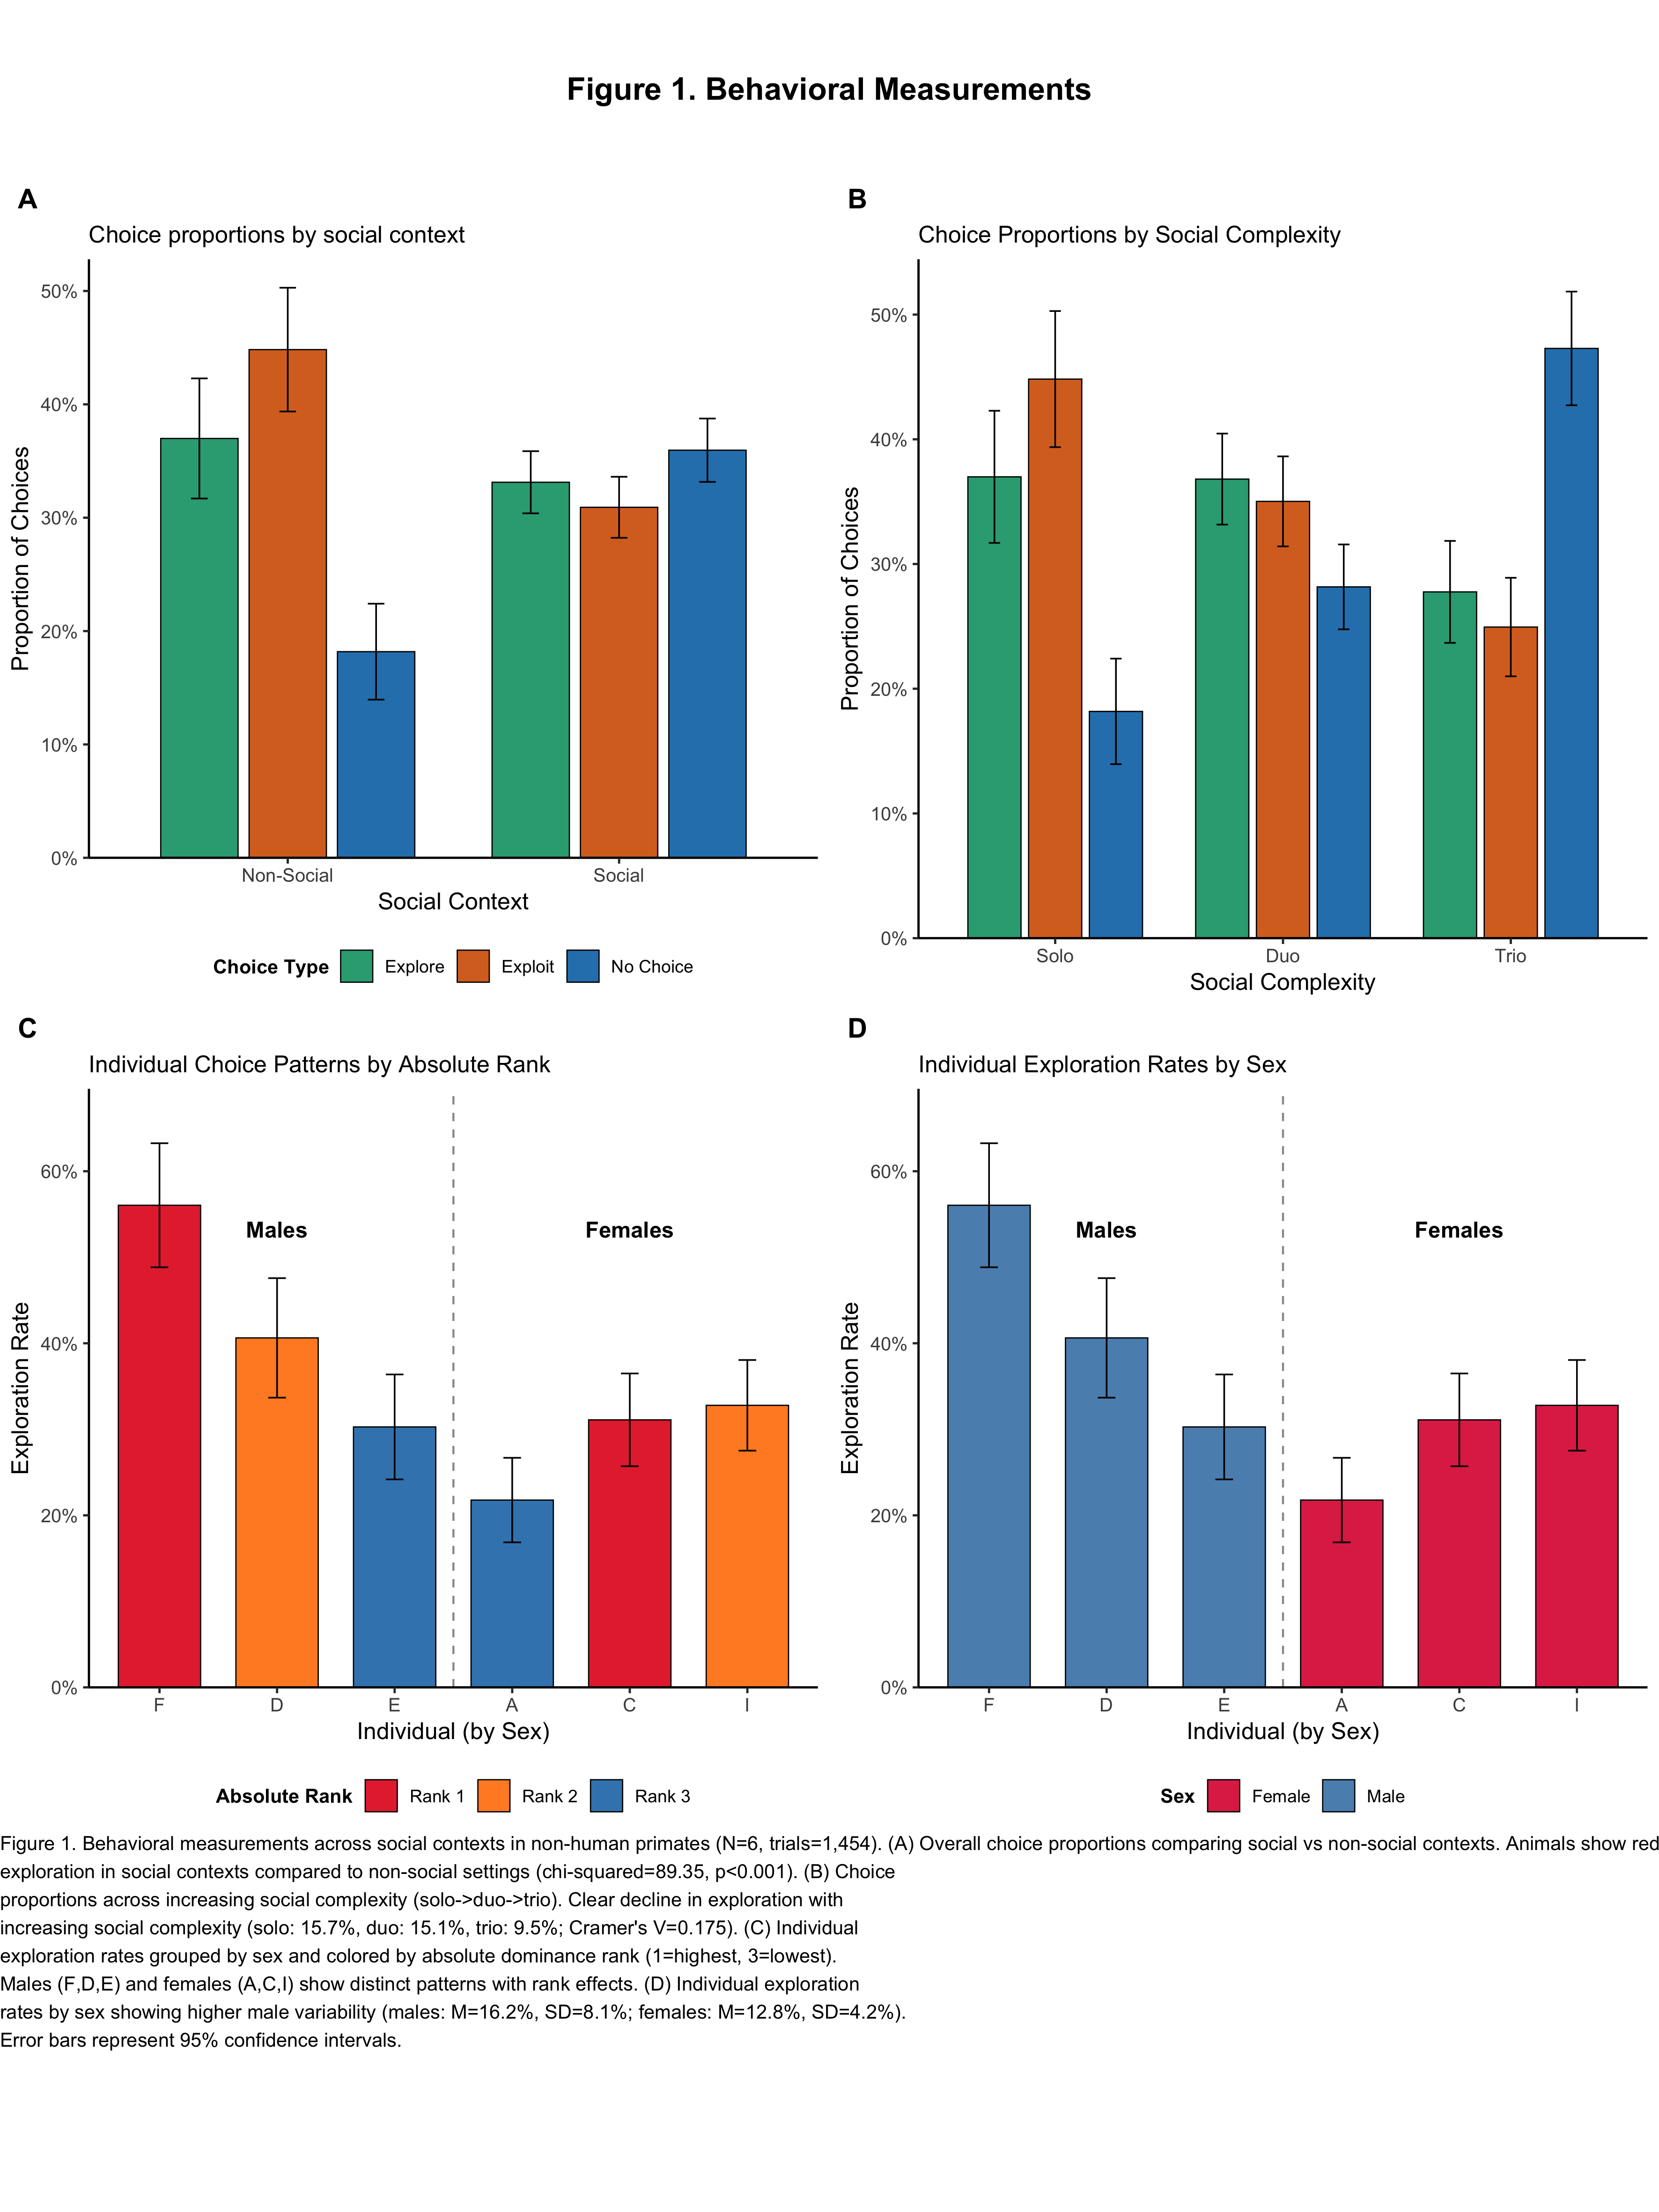 Figure 1. Behavioral Measurements
A
Choice proportions by social context
Proportion of Choices
50%
40%
30%
20%
10%
0%
Non-Social
Social
Social Context
Choice Type Explore Exploit No Choice
B
Choice Proportions by Social Complexity
Proportion of Choices
50%
40%
30%
20%
10%
0%
Solo
Duo
Trio
Social Complexity
C
Individual Choice Patterns by Absolute Rank
Exploration Rate
60%
40%
20%
0%
Males
Females
F
D
E
A
C
I
Individual (by Sex)
Absolute Rank Rank 1 Rank 2 Rank 3
D
Individual Exploration Rates by Sex
Exploration Rate
60%
40%
20%
0%
Males
Females
F
D
E
A
C
I
Individual (by Sex)
Sex Female Male
Figure 1. Behavioral measurements across social contexts in non-human primates (N=6, trials=1,454). (A) Overall choice proportions comparing social vs non-social contexts. Animals show red
exploration in social contexts compared to non-social settings (chi-squared=89.35, p<0.001). (B) Choice
proportions across increasing social complexity (solo->duo->trio). Clear decline in exploration with
increasing social complexity (solo: 15.7%, duo: 15.1%, trio: 9.5%; Cramer's V=0.175). (C) Individual
exploration rates grouped by sex and colored by absolute dominance rank (1=highest, 3=lowest).
Males (F,D,E) and females (A,C,I) show distinct patterns with rank effects. (D) Individual exploration
rates by sex showing higher male variability (males: M=16.2%, SD=8.1%; females: M=12.8%, SD=4.2%).
Error bars represent 95% confidence intervals.